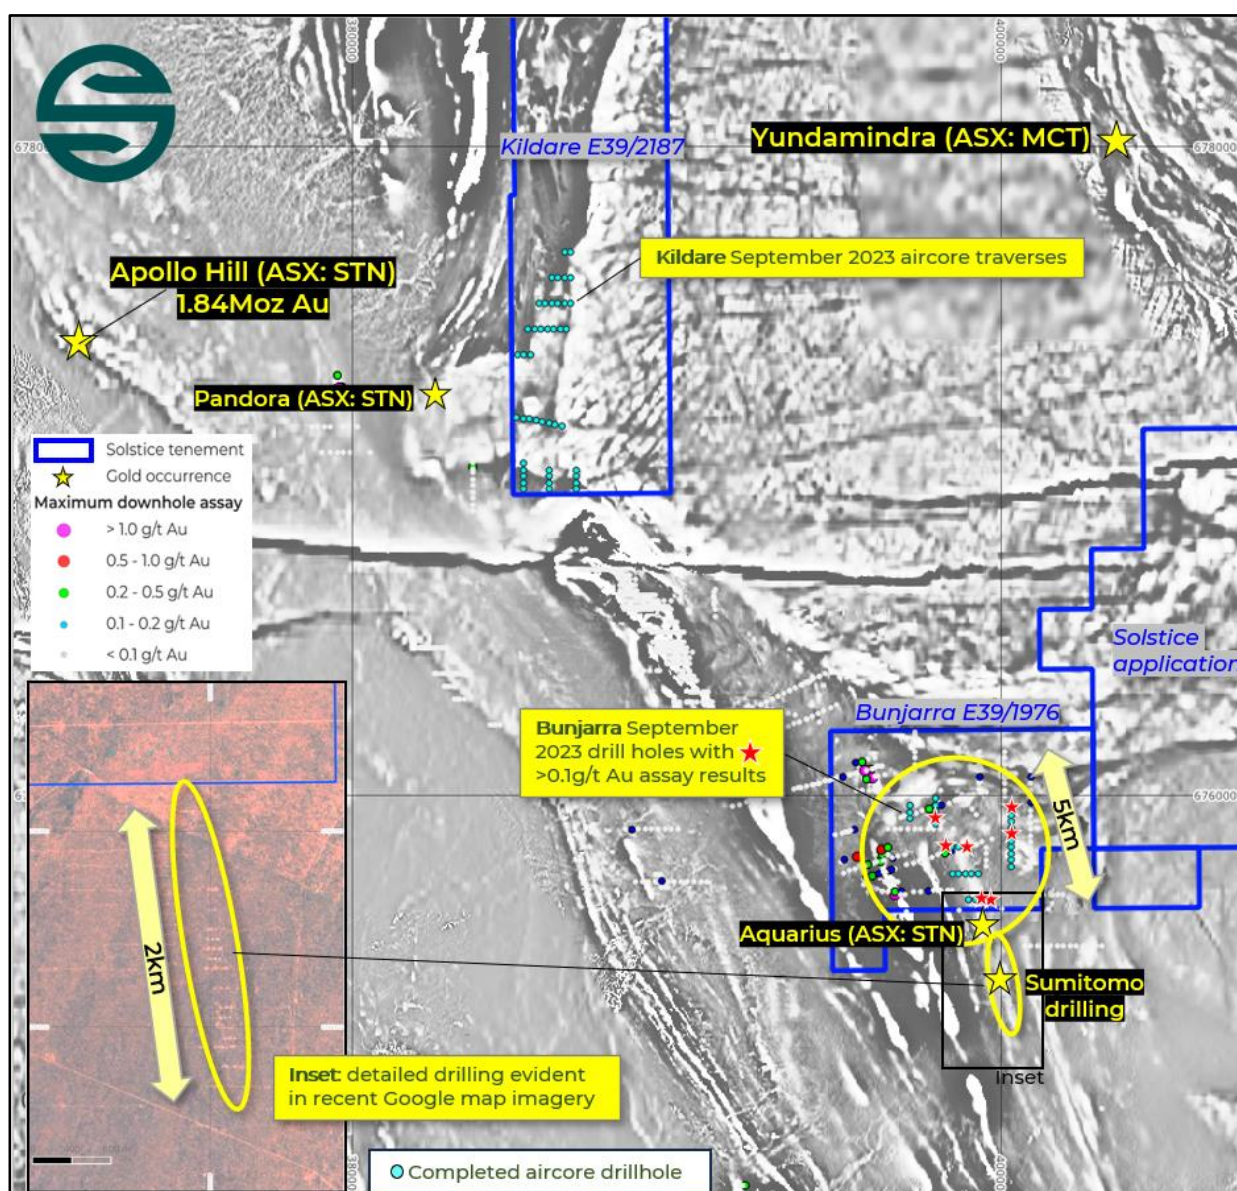 380000
400000
Kildare E39/2187
Yundamindra (ASX: MCT)
6780000
Kildare September 2023 aircore traverses
Apollo Hill (ASX: STN)
1.84Moz Au
Pandora (ASX: STN)
Solstice tenement
Gold occurrence
Maximum downhole assay
> 1.0 g/t Au
0.5 - 1.0 g/t Au
0.2 - 0.5 g/t Au
0.1 - 0.2 g/t Au
< 0.1 g/t Au
Solstice
application
Bunjarra E39/1976
Bunjarra September
2023 drill holes with
>0.1g/t Au assay results
5km
Aquarius (ASX: STN)
Sumitomo
drilling
2km
Inset
Inset: detailed drilling evident
in recent Google map imagery
Completed aircore drillhole